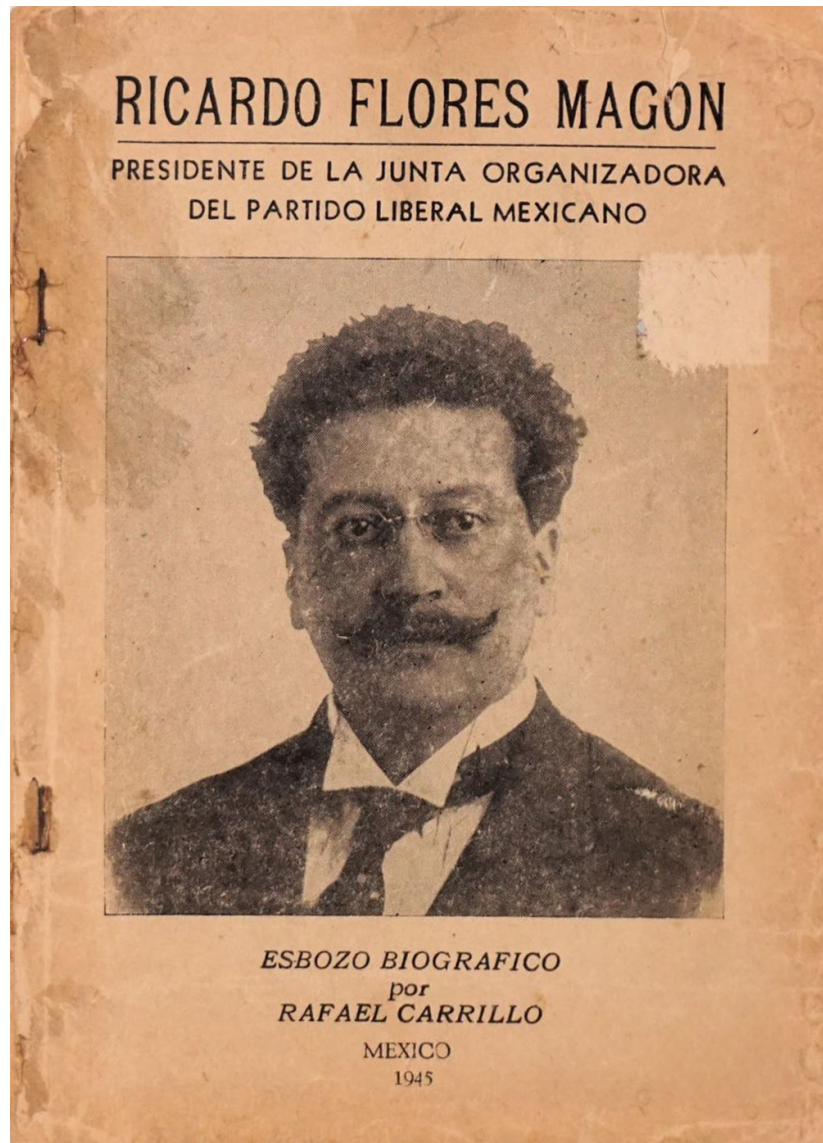 RICARDO FLORES MAGON
PRESIDENTE DE LA JUNTA ORGANIZADORA
DEL PARTIDO LIBERAL MEXICANO
ESBOZO BIOGRAFICO
por
RAFAEL CARRILLO
MEXICO
1945